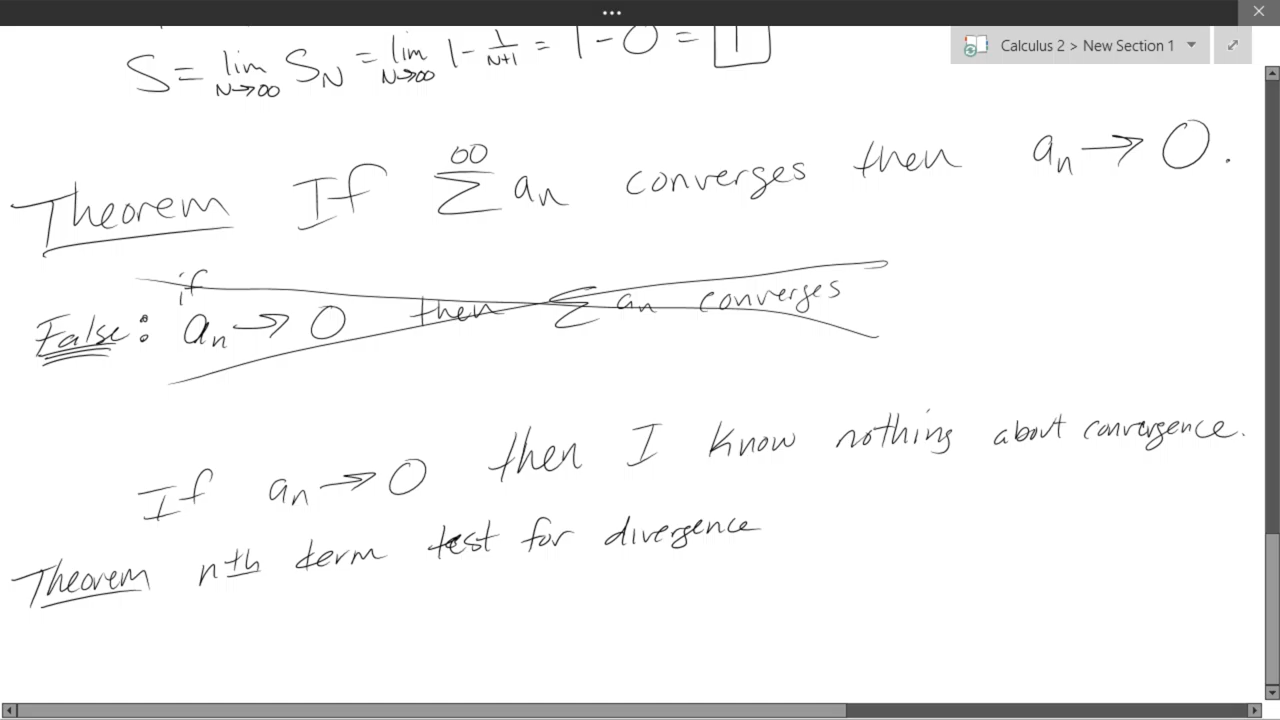 Calculus 2 > New Section 1
S = lim N→∞ S_N = lim N→∞ 1 - 1/(N+1) = 1 - 0 = 1
Theorem If ∑^∞ a_n converges then a_n → 0.
False: if a_n → 0 then ∑ a_n converges
If a_n → 0 then I know nothing about convergence.
Theorem nth term test for divergence